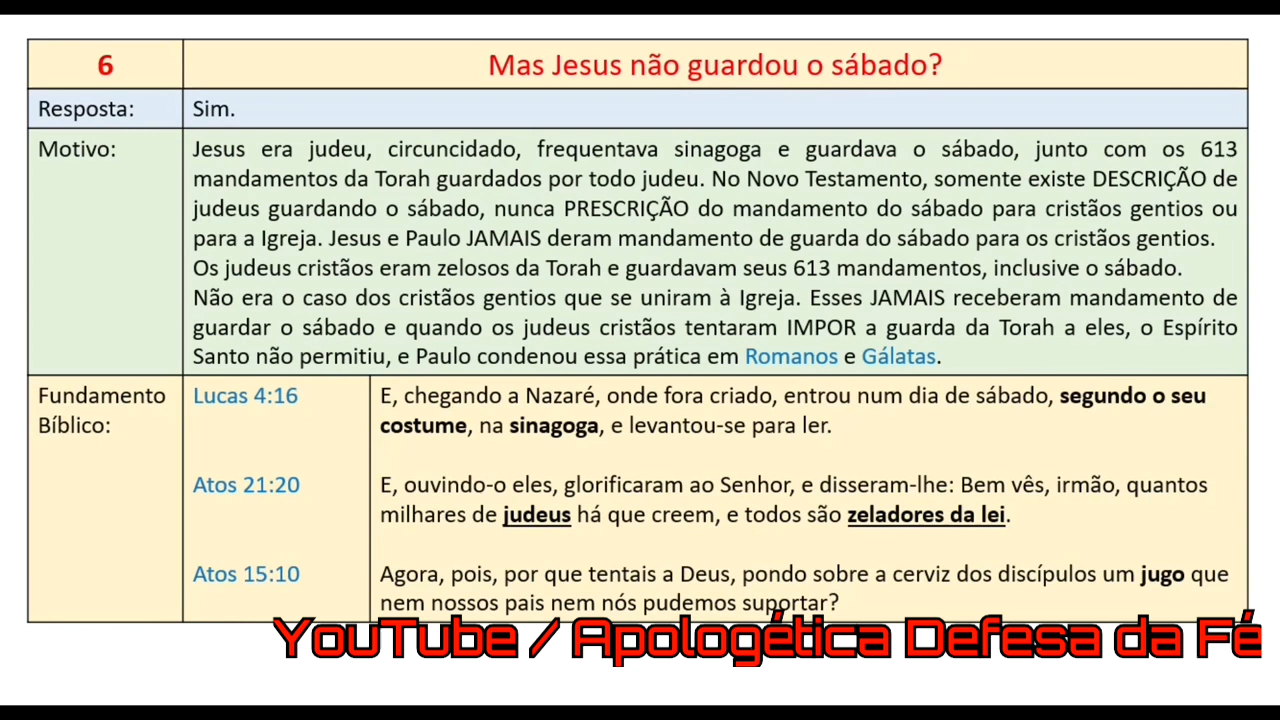 6 Mas Jesus não guardou o sábado?
Resposta: Sim.
Motivo: Jesus era judeu, circuncidado, frequentava sinagoga e guardava o sábado, junto com os 613
mandamentos da Torah guardados por todo judeu. No Novo Testamento, somente existe DESCRIÇÃO de
judeus guardando o sábado, nunca PRESCRIÇÃO do mandamento do sábado para cristãos gentios ou
para a Igreja. Jesus e Paulo JAMAIS deram mandamento de guarda do sábado para os cristãos gentios.
Os judeus cristãos eram zelosos da Torah e guardavam seus 613 mandamentos, inclusive o sábado.
Não era o caso dos cristãos gentios que se uniram à Igreja. Esses JAMAIS receberam mandamento de
guardar o sábado e quando os judeus cristãos tentaram IMPOR a guarda da Torah a eles, o Espírito
Santo não permitiu, e Paulo condenou essa prática em Romanos e Gálatas.
Fundamento
Bíblico:
Lucas 4:16 E, chegando a Nazaré, onde fora criado, entrou num dia de sábado, segundo o seu
costume, na sinagoga, e levantou-se para ler.
Atos 21:20 E, ouvindo-o eles, glorificaram ao Senhor, e disseram-lhe: Bem vês, irmão, quantos
milhares de judeus há que creem, e todos são zeladores da lei.
Atos 15:10 Agora, pois, por que tentais a Deus, pondo sobre a cerviz dos discípulos um jugo que
nem nossos pais nem nós pudemos suportar?
YouTube / Apologética Defesa da Fé